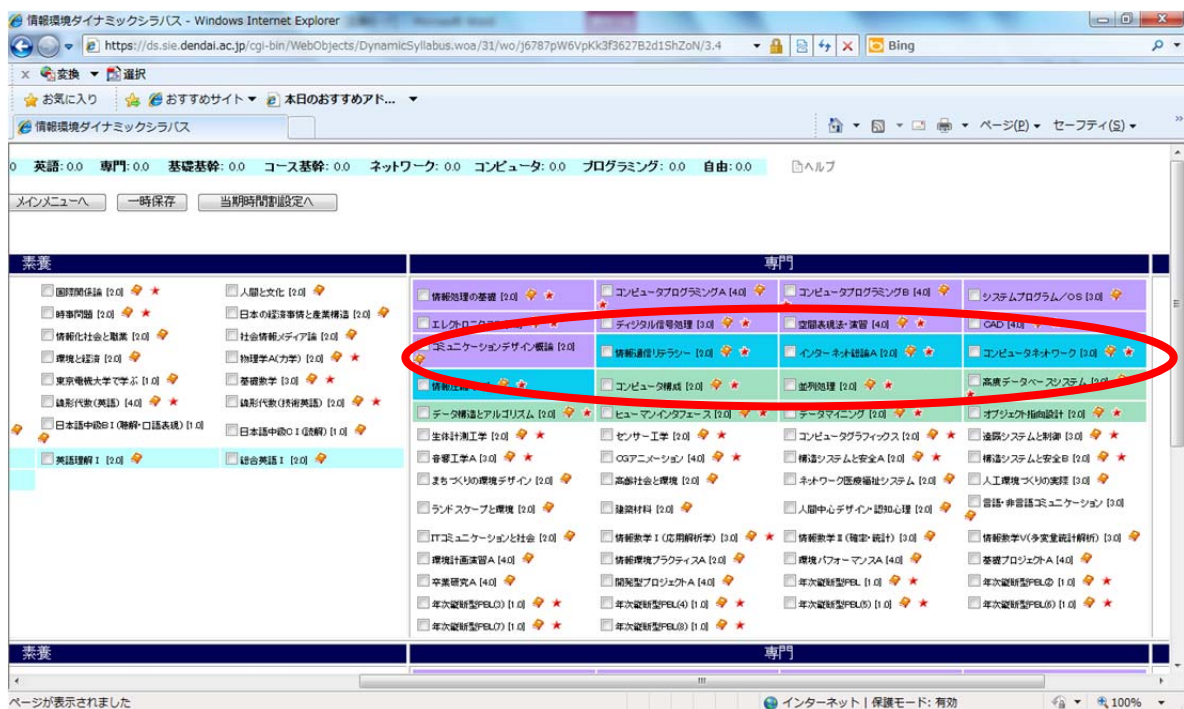 情報環境ダイナミックシラバス - Windows Internet Explorer
https://ds.sie.dendai.ac.jp/cgi-bin/WebObjects/DynamicSyllabus.woa/31/wo/j6787pW6VpKk3f3627B2d1ShZoN/3.4 Bing
x 変換 ▼ 選択
お気に入り おすすめサイト ▼ 本日のおすすめアド... ▼
情報環境ダイナミックシラバス ページ(P) セーフティ(S)
0 英語: 0.0 専門: 0.0 基礎基幹: 0.0 コース基幹: 0.0 ネットワーク: 0.0 コンピュータ: 0.0 プログラミング: 0.0 自由: 0.0 ヘルプ
メインメニューへ 一時保存 当期時間割設定へ
素養 専門
国際関係論 [2.0] 人間と文化 [2.0] 情報処理の基礎 [2.0] コンピュータプログラミングA [4.0] コンピュータプログラミングB [4.0] システムプログラム/OS [3.0]
時事問題 [2.0] 日本の経済事情と産業構造 [2.0] ディジタル信号処理 [3.0] 空間表現法・演習 [4.0] CAD [4.0]
情報化社会と職業 [2.0] 社会情報メディア論 [2.0] コミュニケーションデザイン概論 [2.0]
環境と経済 [2.0] 物理学A(力学) [2.0] 情報通信リテラシー [2.0] インターネット認論A [2.0] コンピュータネットワーク [3.0]
東京電機大学で学ぶ [1.0] 基礎数学 [3.0] コンピュータ構成 [2.0] 並列処理 [2.0] 高度データベースシステム [2.0]
線形代数(英語) [4.0] 線形代数(技術英語) [2.0] データ構造とアルゴリズム [2.0] ヒューマンインタフェース [2.0] データマイニング [2.0] オブジェクト指向設計 [2.0]
日本語中級BⅠ(聴解・口語表現) [1.0] 日本語中級CⅠ(読解) [1.0] 生体計測工学 [2.0] センサー工学 [2.0] コンピュータグラフィックス [2.0] 遠隔システムと制御 [3.0]
英語理解Ⅰ [2.0] 総合英語Ⅰ [2.0] 音響工学A [3.0] CGアニメーション [4.0] 構造システムと安全A [2.0] 構造システムと安全B [2.0]
まちづくりの環境デザイン [2.0] 高齢社会と環境 [2.0] ネットワーク医療福祉システム [2.0] 人工環境づくりの実際 [3.0]
ランドスケープと環境 [2.0] 建築材料 [2.0] 人間中心デザイン・認知心理 [2.0] 言語・非言語コミュニケーション [3.0]
ITコミュニケーションと社会 [2.0] 情報数学Ⅰ(応用解析学) [3.0] 情報数学Ⅱ(確率・統計) [3.0] 情報数学Ⅴ(多変量統計解析) [3.0]
環境計画演習A [4.0] 情報環境プラクティスA [2.0] 環境パフォーマンスA [4.0] 基礎プロジェクトA [4.0]
卒業研究A [4.0] 開発型プロジェクトA [4.0] 年次縦断型PBL [1.0] 年次縦断型PBL② [1.0]
年次縦断型PBL(3) [1.0] 年次縦断型PBL(4) [1.0] 年次縦断型PBL(5) [1.0] 年次縦断型PBL(6) [1.0]
年次縦断型PBL(7) [1.0] 年次縦断型PBL(8) [1.0]
素養 専門
ページが表示されました インターネット | 保護モード: 有効 100%